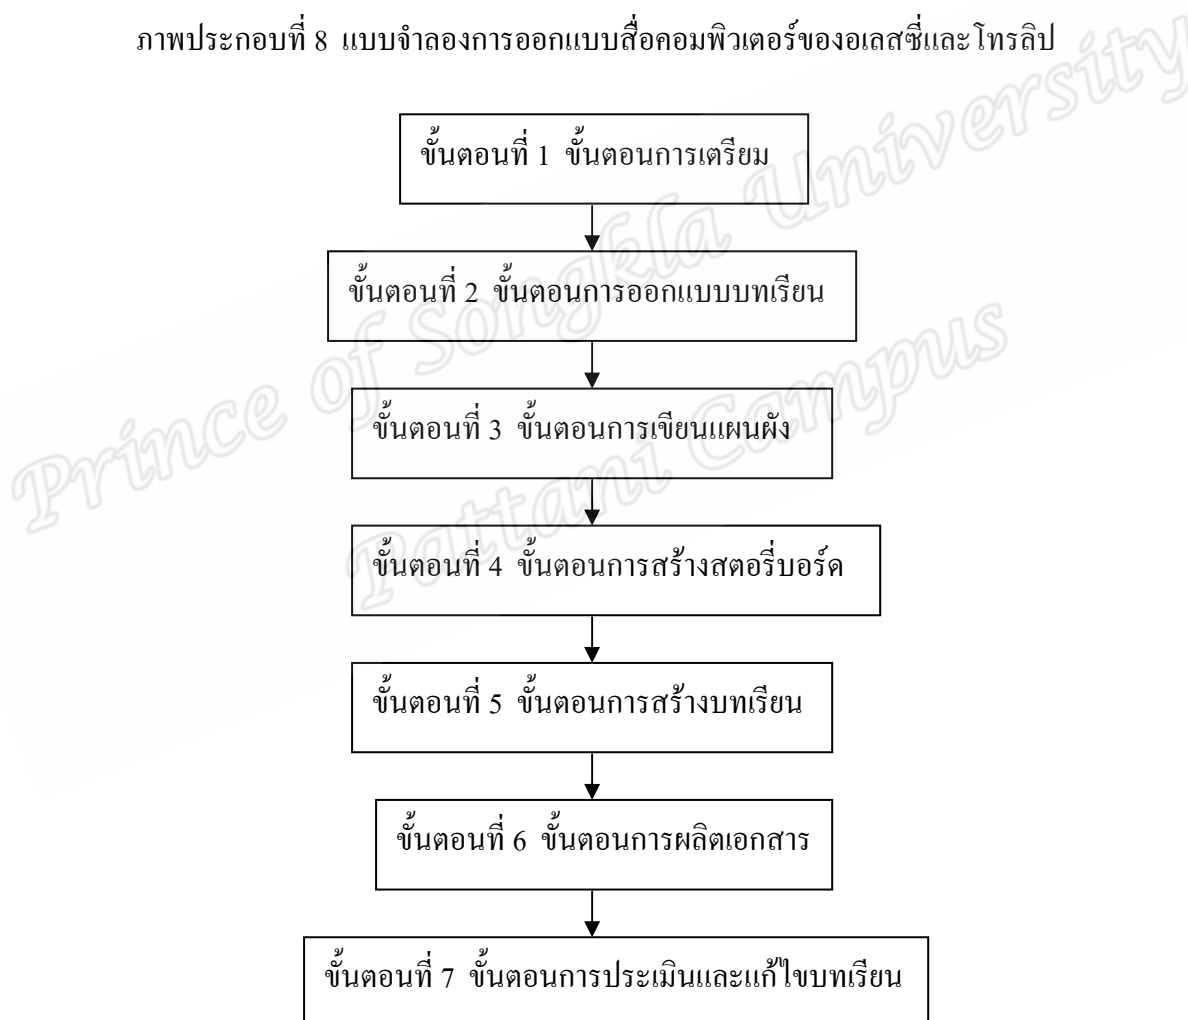 ภาพประกอบที่ 8 แบบจำลองการออกแบบสื่อคอมพิวเตอร์ของอเลสซี่และโทรลิป
ขั้นตอนที่ 1 ขั้นตอนการเตรียม
ขั้นตอนที่ 2 ขั้นตอนการออกแบบบทเรียน
ขั้นตอนที่ 3 ขั้นตอนการเขียนแผนผัง
ขั้นตอนที่ 4 ขั้นตอนการสร้างสตอรี่บอร์ด
ขั้นตอนที่ 5 ขั้นตอนการสร้างบทเรียน
ขั้นตอนที่ 6 ขั้นตอนการผลิตเอกสาร
ขั้นตอนที่ 7 ขั้นตอนการประเมินและแก้ไขบทเรียน
Prince of Songkla University
Pattani Campus